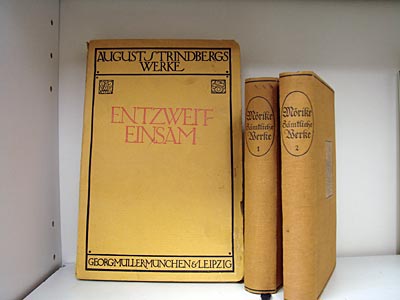 AUGUST STRINDBERGS
WERKE
ENTZWEIT
EINSAM
GEORG MÜLLER MÜNCHEN & LEIPZIG
Mörike
Sämtliche
Werke
1
Mörike
Sämtliche
Werke
2